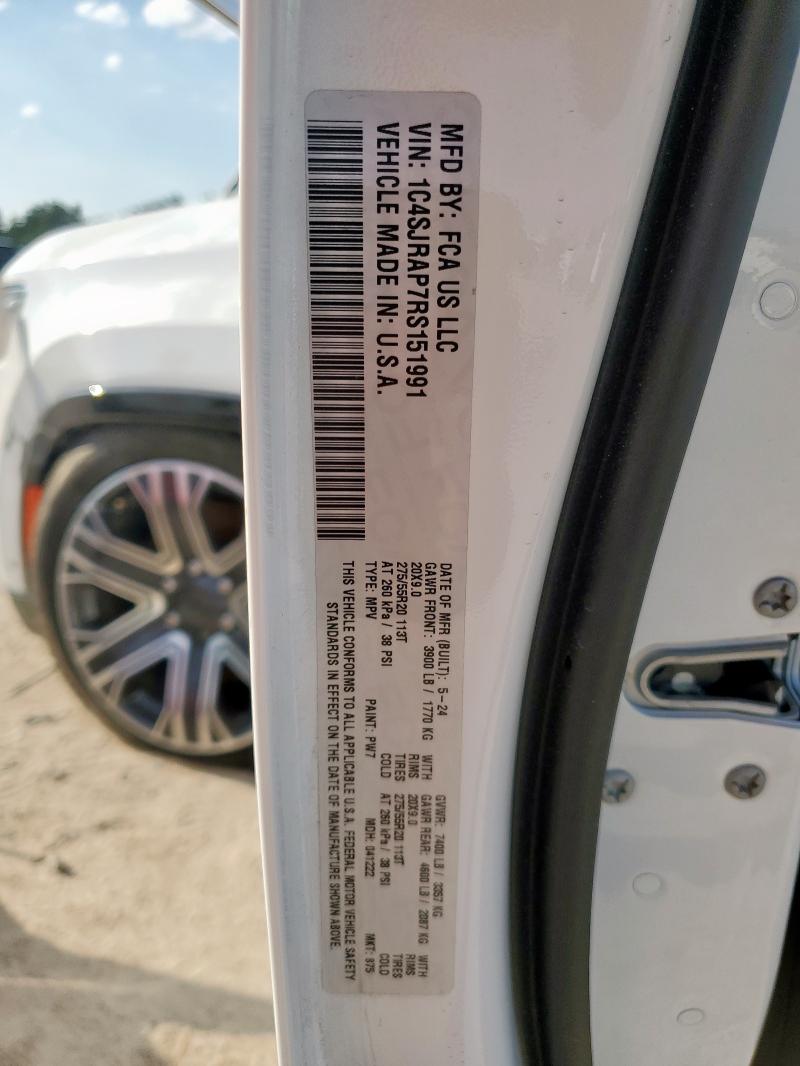 MFD BY: FCA US LLC
VIN: 1C4SJRAP7RS151991
VEHICLE MADE IN: U.S.A.
DATE OF MFR (BUILT): 5-24 GVWR: 7400 LB / 3357 KG
GAWR FRONT: 3900 LB / 1770 KG WITH GAWR REAR: 4600 LB / 2087 KG WITH
20X9.0 RIMS 20X9.0 RIMS
275/55R20 113T TIRES 275/55R20 113T TIRES
AT 260 kPa / 38 PSI COLD AT 260 kPa / 38 PSI COLD
TYPE: MPV PAINT: PW7 MDH: 041222 MKT: 875
THIS VEHICLE CONFORMS TO ALL APPLICABLE U.S.A. FEDERAL MOTOR VEHICLE SAFETY
STANDARDS IN EFFECT ON THE DATE OF MANUFACTURE SHOWN ABOVE.